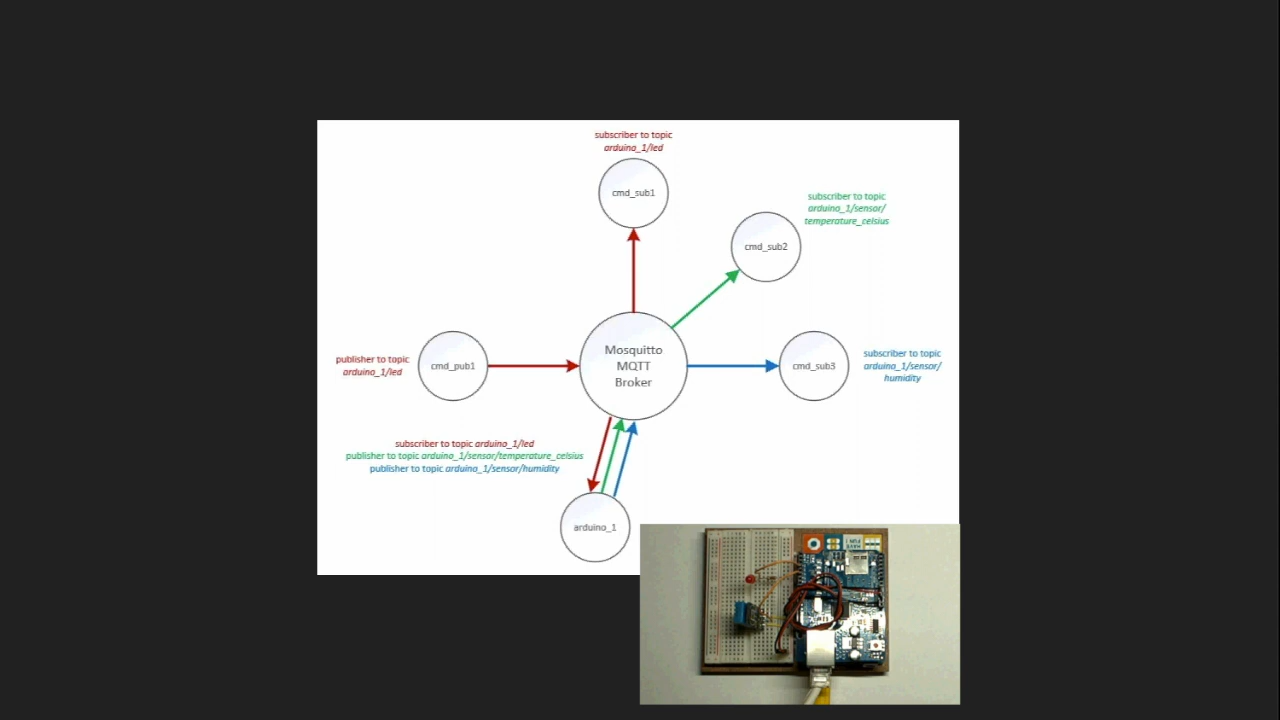 subscriber to topic
arduino_1/led
cmd_sub1
subscriber to topic
arduino_1/sensor/
temperature_celsius
cmd_sub2
Mosquitto
MQTT
Broker
publisher to topic
arduino_1/led
cmd_pub1
cmd_sub3
subscriber to topic
arduino_1/sensor/
humidity
subscriber to topic arduino_1/led
publisher to topic arduino_1/sensor/temperature_celsius
publisher to topic arduino_1/sensor/humidity
arduino_1
HAVE
FUN !